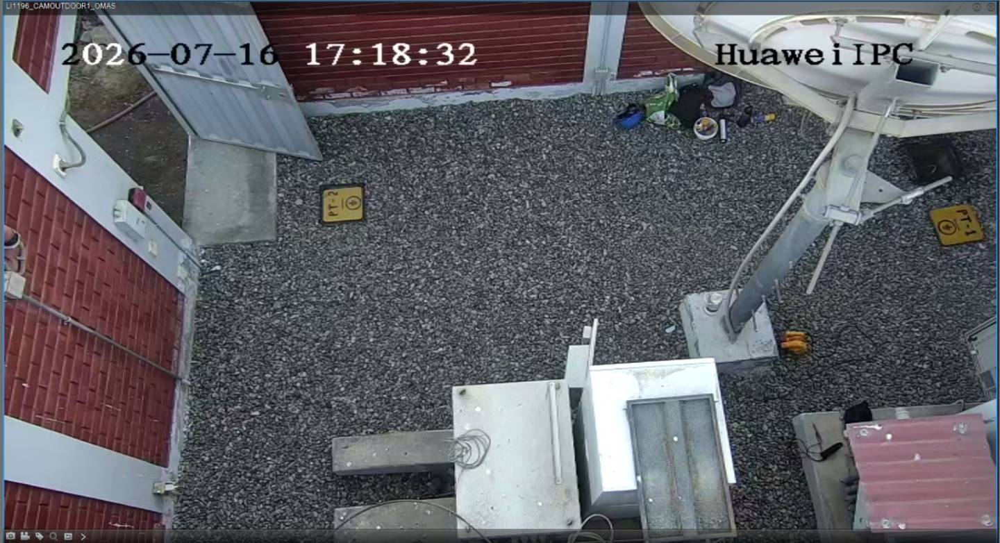 LI1196_CAMOUTDOOR1_OMAS
2026-07-16 17:18:32
HuaweiIPC
PT-2
PT-1